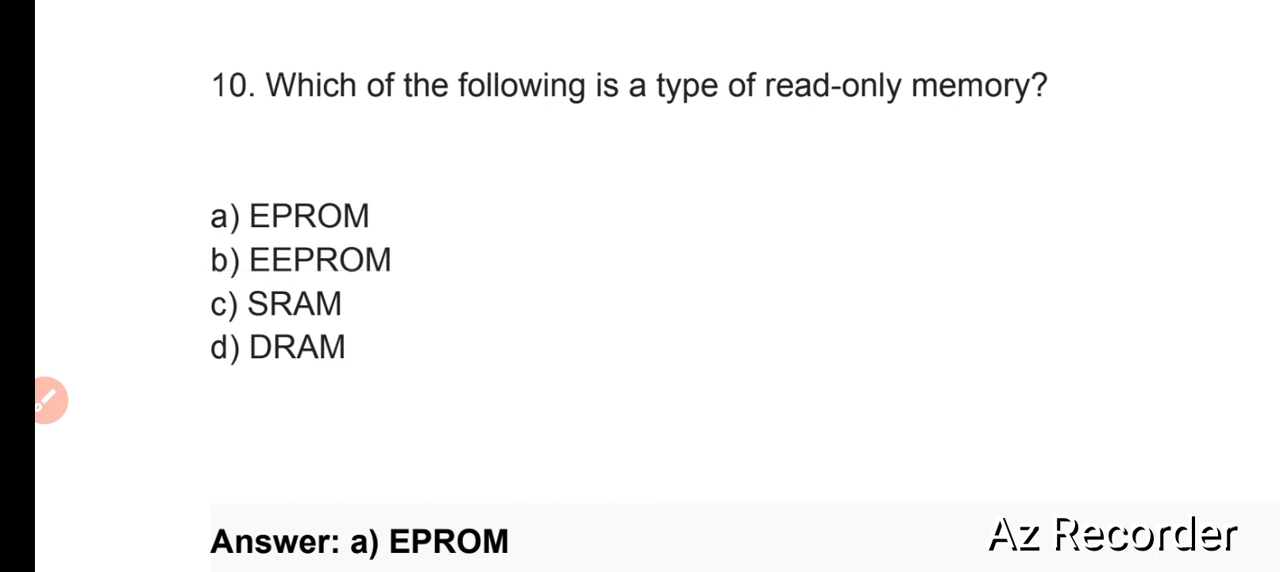 10. Which of the following is a type of read-only memory?
a) EPROM
b) EEPROM
c) SRAM
d) DRAM
Answer: a) EPROM
Az Recorder